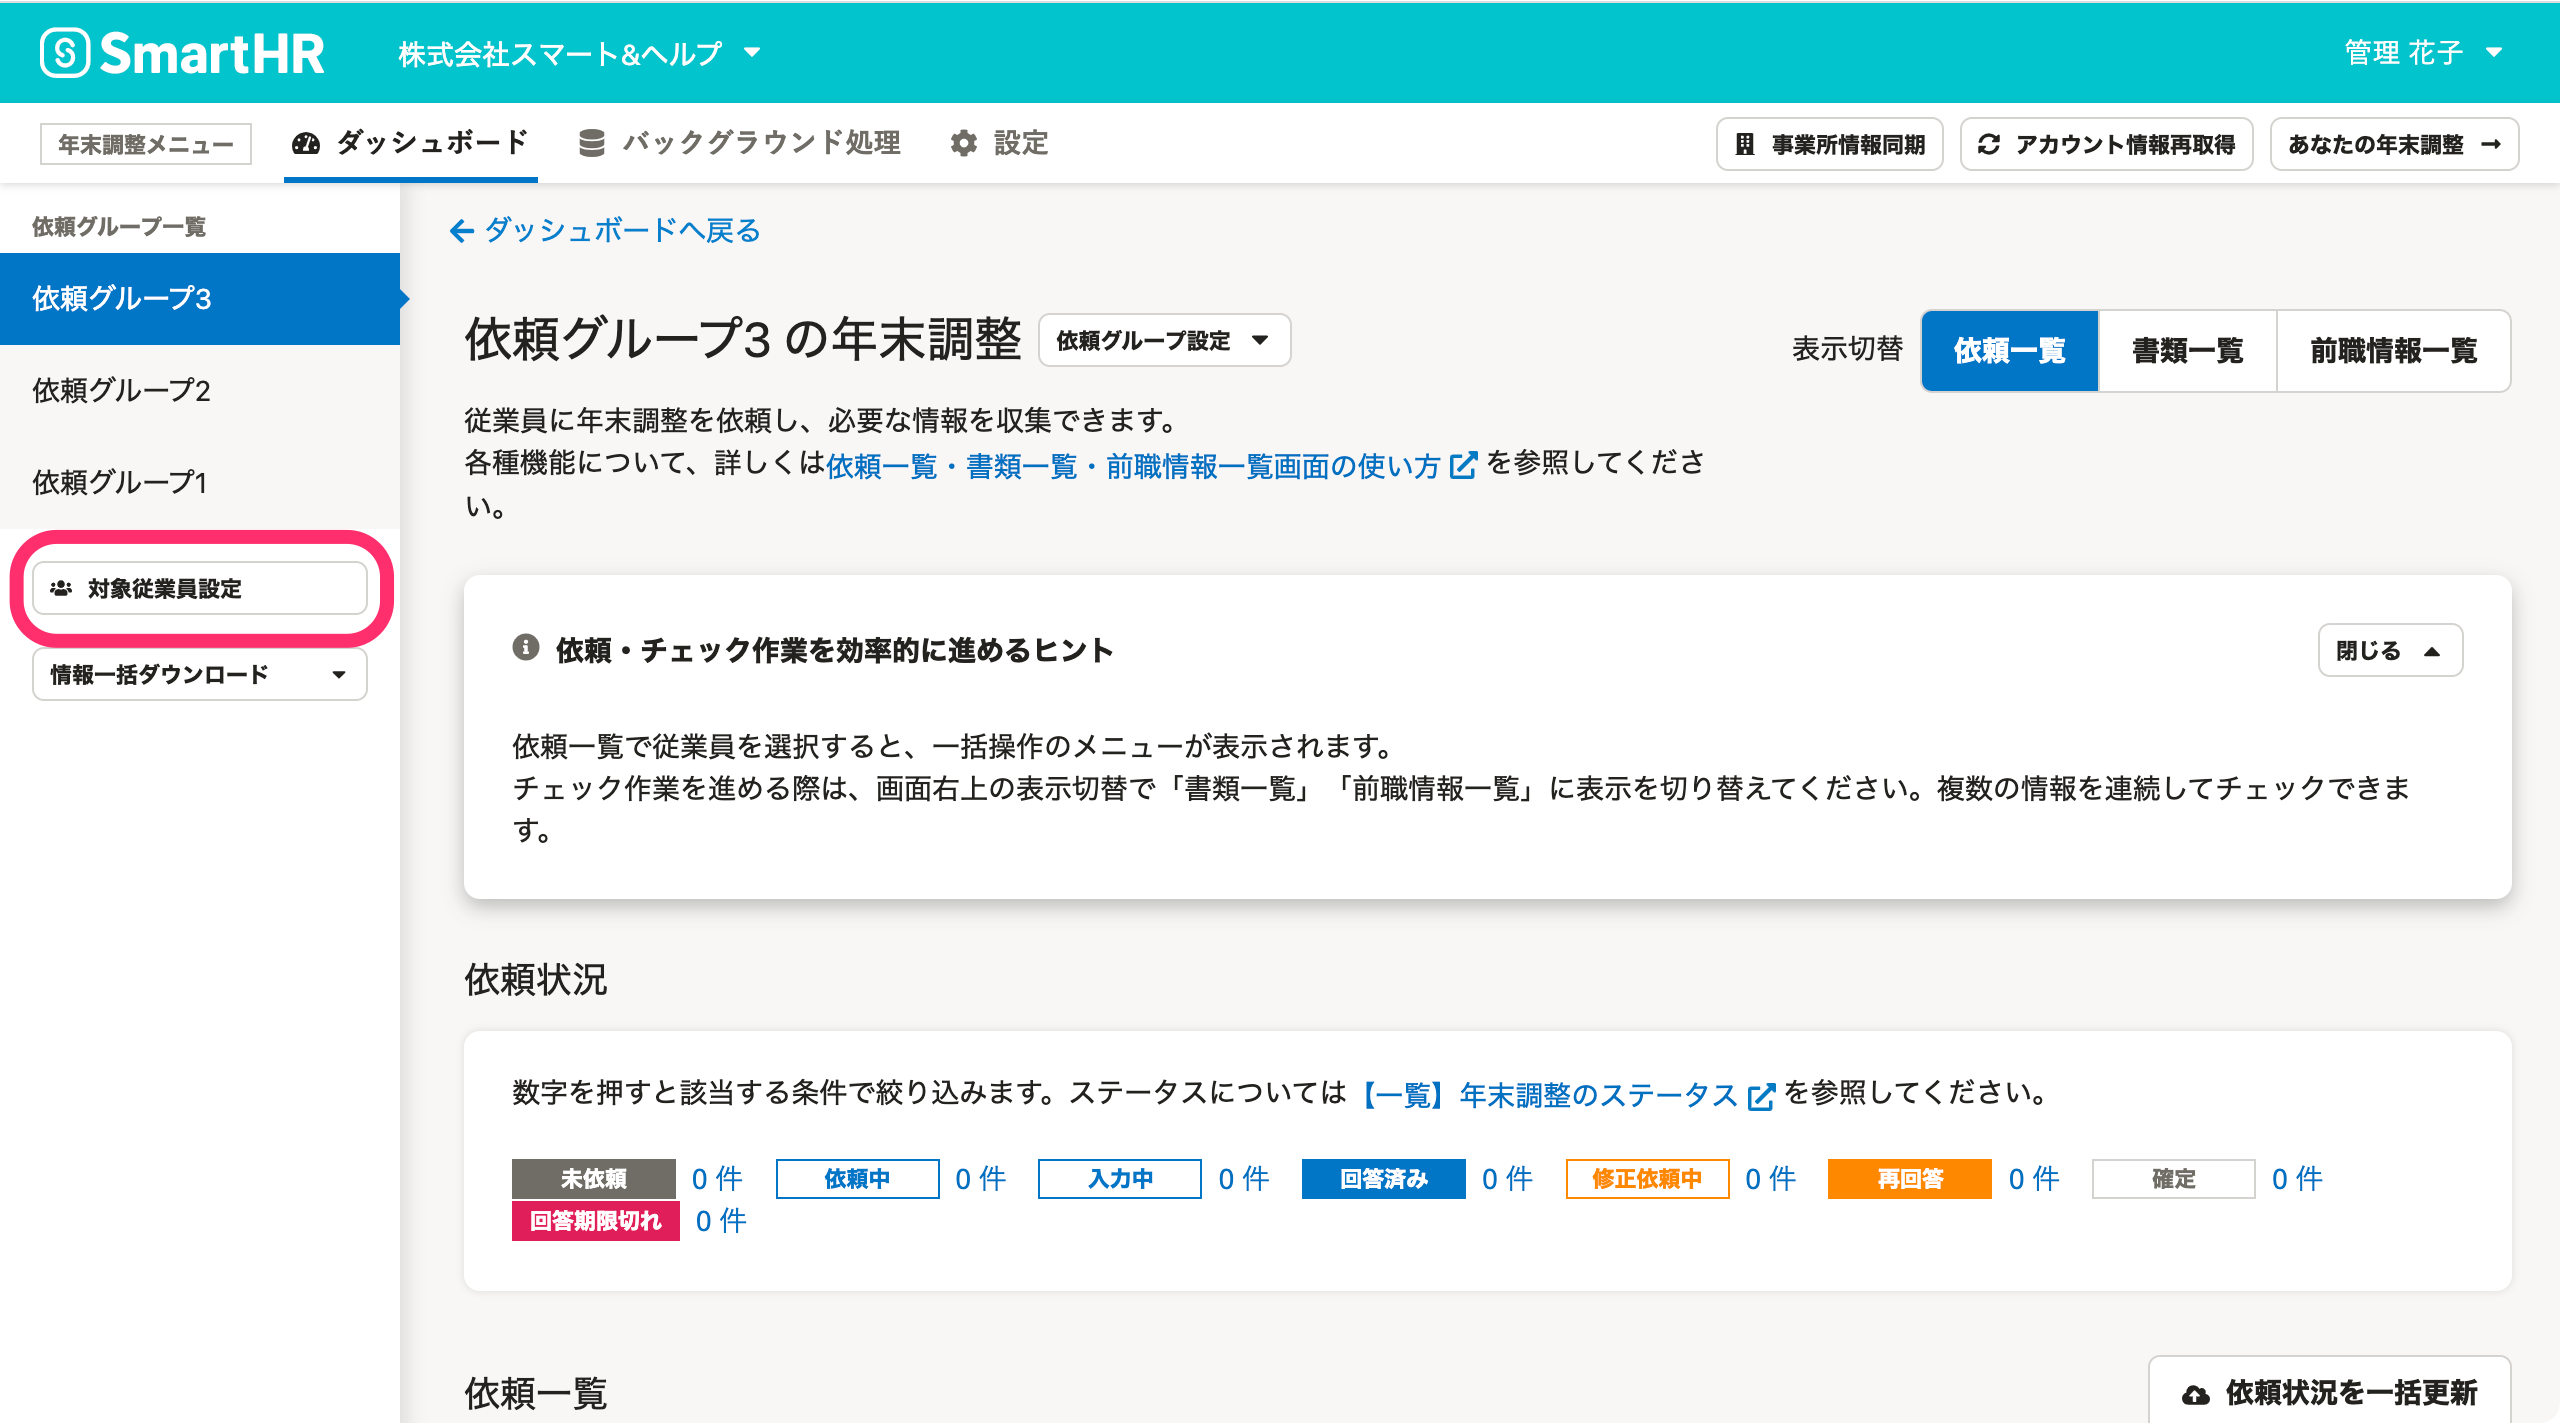 SmartHR 株式会社スマート&ヘルプ 管理 花子
年末調整メニュー ダッシュボード バックグラウンド処理 設定 事業所情報同期 アカウント情報再取得 あなたの年末調整
依頼グループ一覧
依頼グループ3
依頼グループ2
依頼グループ1
対象従業員設定
情報一括ダウンロード
ダッシュボードへ戻る
依頼グループ3 の年末調整 依頼グループ設定 表示切替 依頼一覧 書類一覧 前職情報一覧
従業員に年末調整を依頼し、必要な情報を収集できます。
各種機能について、詳しくは依頼一覧・書類一覧・前職情報一覧画面の使い方 を参照してくださ
い。
依頼・チェック作業を効率的に進めるヒント 閉じる
依頼一覧で従業員を選択すると、一括操作のメニューが表示されます。
チェック作業を進める際は、画面右上の表示切替で「書類一覧」「前職情報一覧」に表示を切り替えてください。複数の情報を連続してチェックできま
す。
依頼状況
数字を押すと該当する条件で絞り込みます。ステータスについては【一覧】年末調整のステータス を参照してください。
未依頼 0 件 依頼中 0 件 入力中 0 件 回答済み 0 件 修正依頼中 0 件 再回答 0 件 確定 0 件
回答期限切れ 0 件
依頼一覧 依頼状況を一括更新